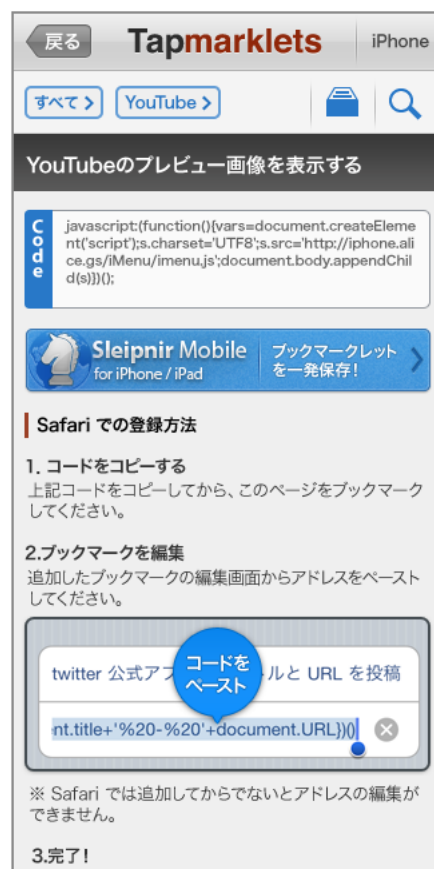 戻る
Tapmarklets
iPhone
すべて >
YouTube >
YouTubeのプレビュー画像を表示する
Code
javascript:(function(){vars=document.createEleme
nt('script');s.charset='UTF8';s.src='http://iphone.ali
ce.gs/iMenu/imenu.js';document.body.appendChil
d(s)})();
Sleipnir Mobile
for iPhone / iPad
ブックマークレット
を一発保存！
Safari での登録方法
1. コードをコピーする
上記コードをコピーしてから、このページをブックマーク
してください。
2.ブックマークを編集
追加したブックマークの編集画面からアドレスをペースト
してください。
コードを
ペースト
twitter 公式アプ
ルと URL を投稿
nt.title+'%20-%20'+document.URL})()
※ Safari では追加してからでないとアドレスの編集が
できません。
3.完了！